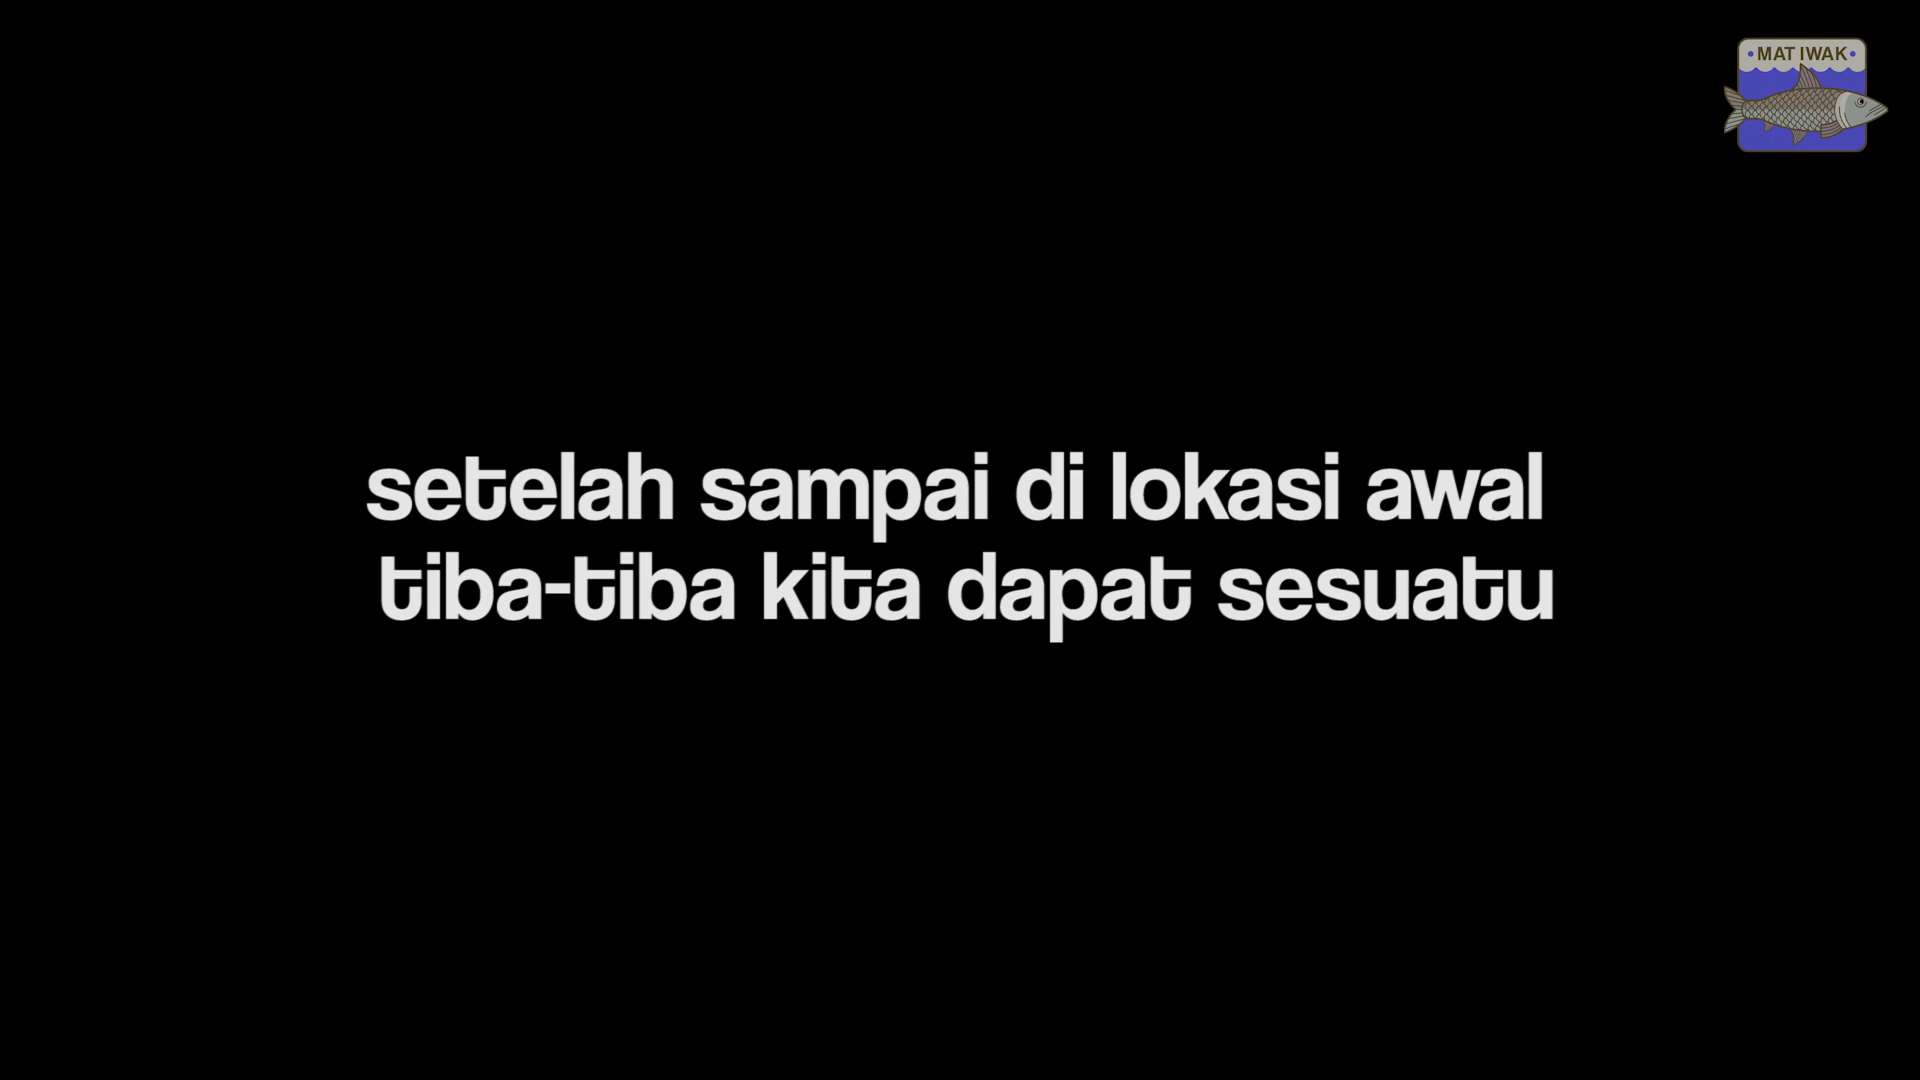 MAT IWAK
setelah sampai di lokasi awal
tiba-tiba kita dapat sesuatu